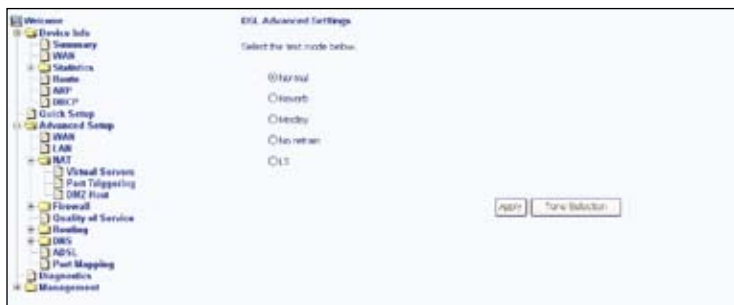 Welcome
Device Info
Summary
WAN
Statistics
Route
ARP
DHCP
Quick Setup
Advanced Setup
WAN
LAN
NAT
Virtual Servers
Port Triggering
DMZ Host
Firewall
Quality of Service
Routing
DNS
ADSL
Port Mapping
Diagnostics
Management
DSL Advanced Settings
Select the test mode below.
Normal
Reverb
Medley
No retrain
L3
Apply
Tone Selection